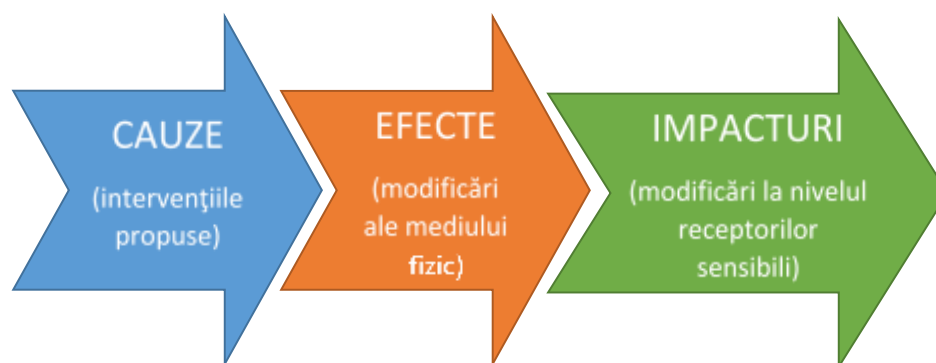 CAUZE
(intervenţiile
propuse)
EFECTE
(modificări
ale mediului
fizic)
IMPACTURI
(modificări la nivelul
receptorilor
sensibili)